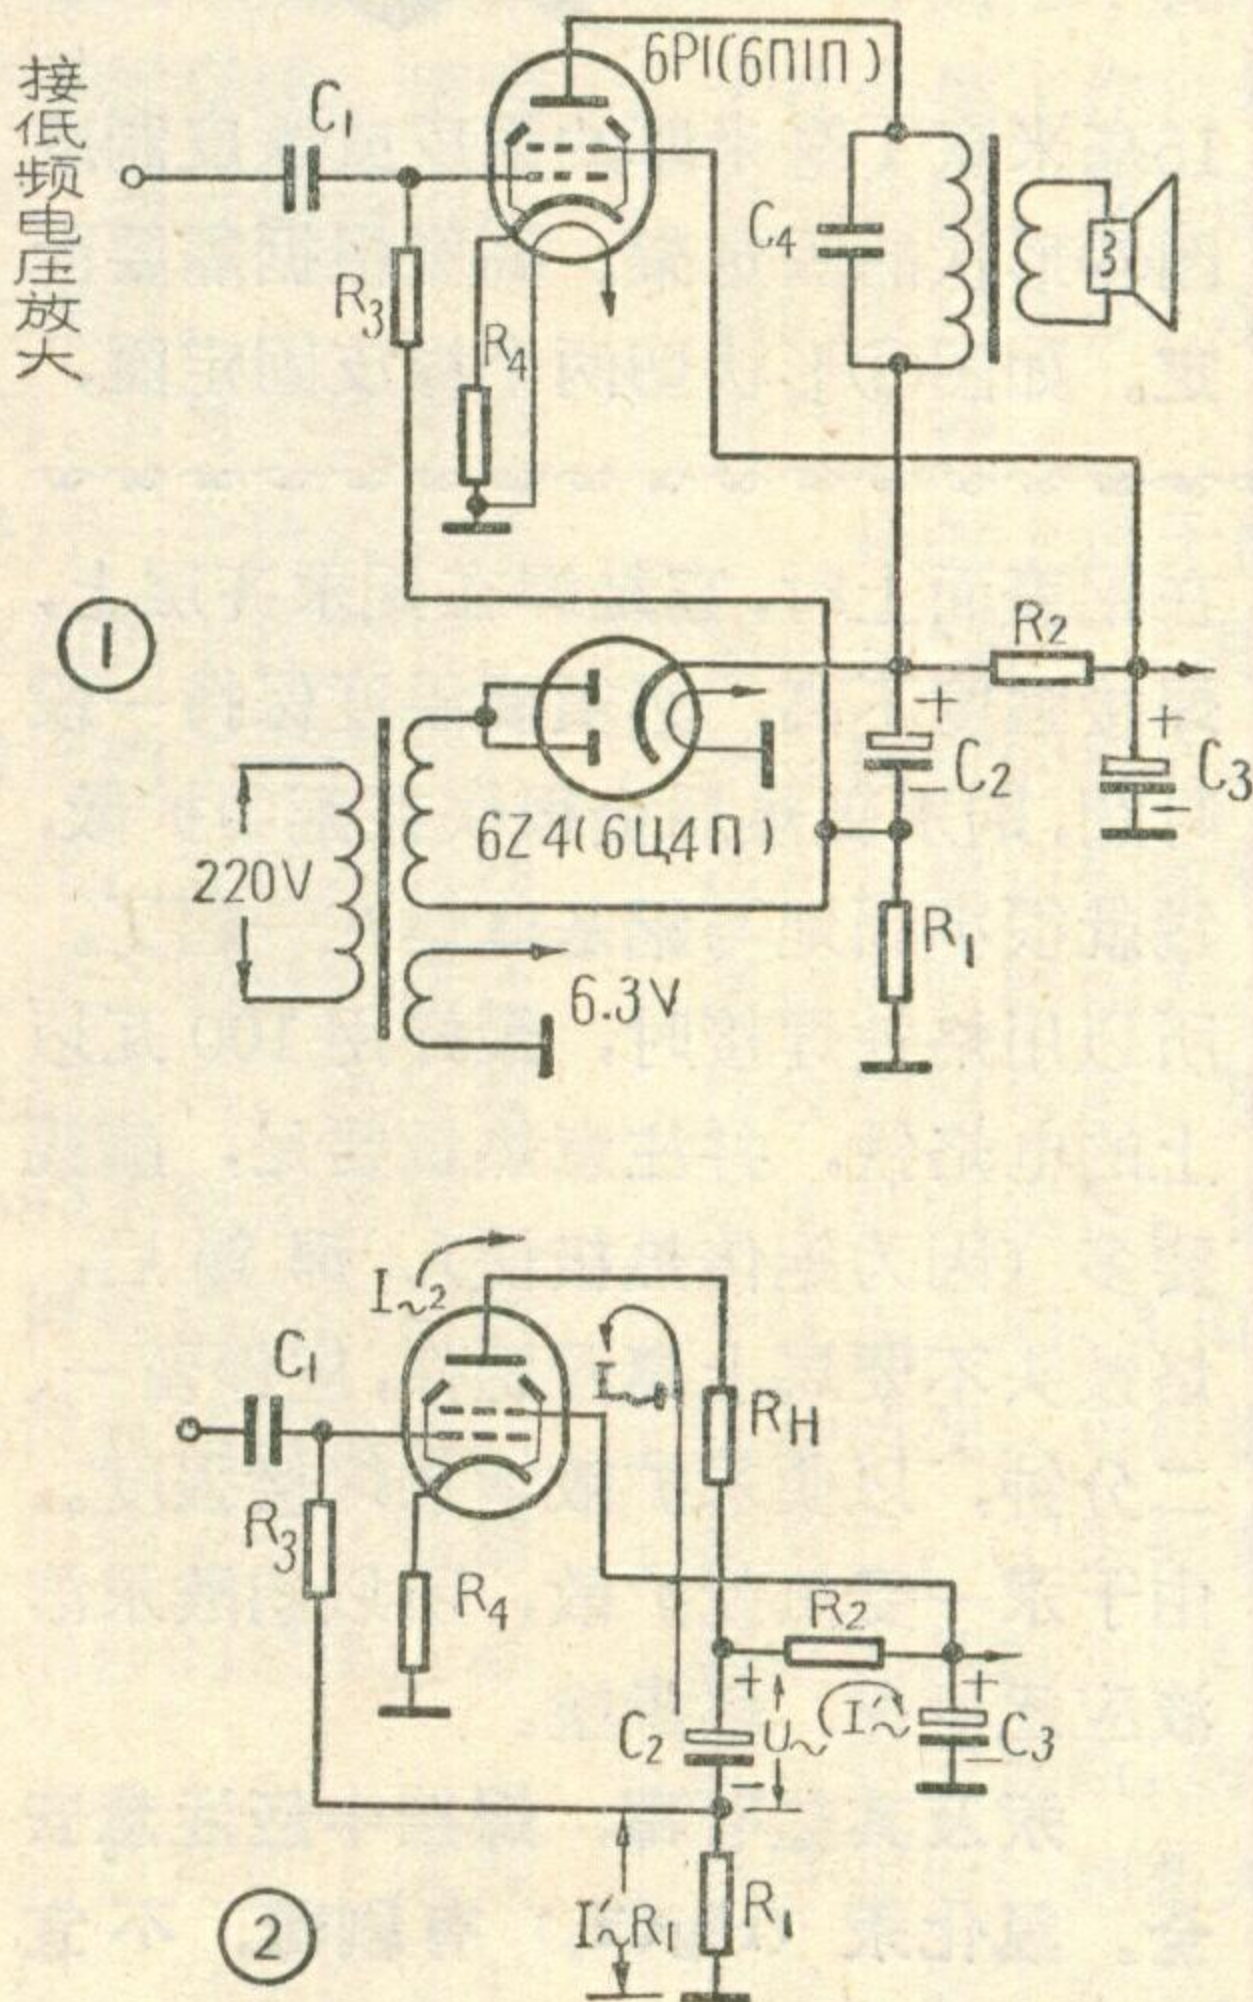 接低频电压放大
6P1(6П1П)
C1
C4
R3
R4
①
R2
+
+
C2
C3
−
−
6Z4(6Ц4П)
220V
R1
6.3V
I~2
C1
I~
RH
R3
R4
R2
+
+
C2
U~
I'~
C3
−
−
I'~R1
R1
②